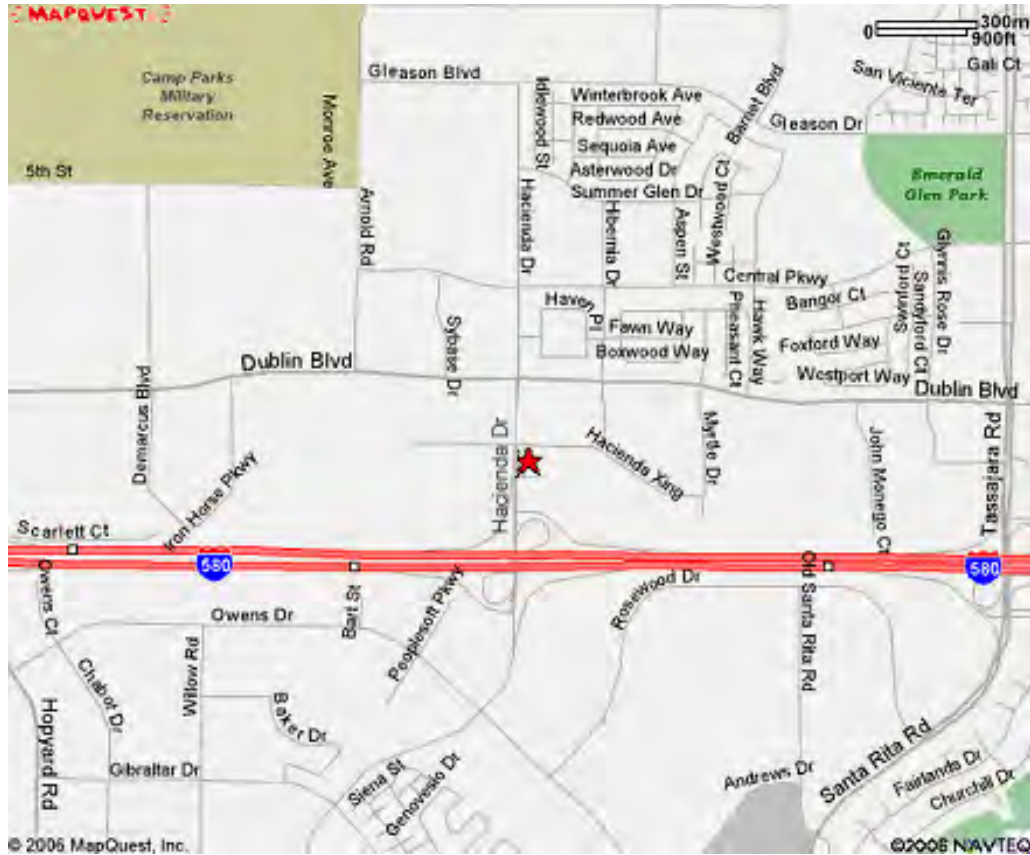 MAPQUEST
300m
0
900ft
Camp Parks
Military
Reservation
Monroe Ave
5th St
Gleason Blvd
Idlewood St
Winterbrook Ave
Redwood Ave
Sequoia Ave
Asterwood Dr
Summer Glen Dr
Barnet Blvd
San Vicente Ter
Gali Ct
Gleason Dr
Emerald
Glen Park
Arnold Rd
Hacienda Dr
Hibernia Dr
Aspen St
Westwood Ct
Central Pkwy
Glynnis Rose Dr
Sandyford Ct
Sanford Ct
Bangor Ct
Haven Pl
Fawn Way
Boxwood Way
Pheasant Ct
Hawk Way
Foxford Way
Westport Way
Sybase Dr
Dublin Blvd
Dublin Blvd
Demarcus Blvd
Iron Horse Pkwy
Hacienda Dr
Hacienda Xing
Myrtle Dr
John Monego Ct
Tassajara Rd
Scarlett Ct
580
580
Owens Ct
Owens Dr
Bart St
Peoplesoft Pkwy
Rosewood Dr
Old Santa Rita Rd
Chabot Dr
Willow Rd
Baker Dr
Hopyard Rd
Gibraltar Dr
Siena St
Genovesio Dr
Andrews Dr
Santa Rita Rd
Fairlands Dr
Churchill Dr
© 2006 MapQuest, Inc.
©2006 NAVTEQ